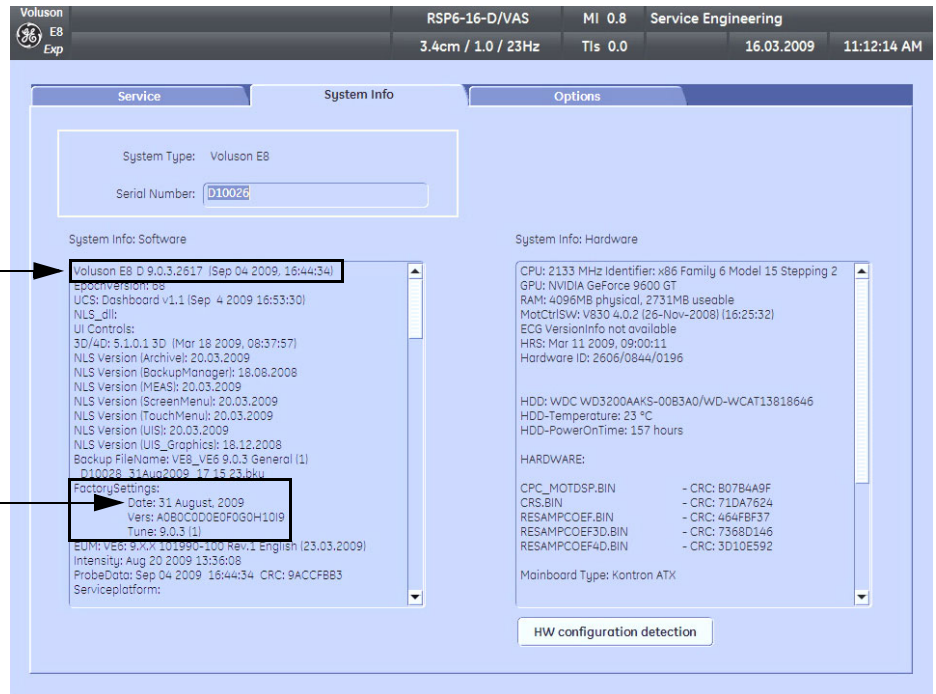 Voluson
E8
Exp
RSP6-16-D/VAS MI 0.8 Service Engineering
3.4cm / 1.0 / 23Hz TIs 0.0 16.03.2009 11:12:14 AM
Service System Info Options
System Type: Voluson E8
Serial Number: D10026
System Info: Software
Voluson E8 D 9.0.3.2617 (Sep 04 2009, 16:44:34)
EpochVersion: 68
UCS: Dashboard v1.1 (Sep 4 2009 16:53:30)
NLS_dll:
UI Controls:
3D/4D: 5.1.0.1 3D (Mar 18 2009, 08:37:57)
NLS Version (Archive): 20.03.2009
NLS Version (BackupManager): 18.08.2008
NLS Version (MEAS): 20.03.2009
NLS Version (ScreenMenu): 20.03.2009
NLS Version (TouchMenu): 20.03.2009
NLS Version (UIS): 20.03.2009
NLS Version (UIS_Graphics): 18.12.2008
Backup FileName: VE8_VE6 9.0.3 General (1)
D10028_31Aug2009_17 15 23.bku
FactorySettings:
Date: 31 August, 2009
Vers: A0B0C0D0E0F0G0H10I9
Tune: 9.0.3 (1)
EUM: VE6: 9.X.X 101990-100 Rev.1 English (23.03.2009)
Intensity: Aug 20 2009 13:36:08
ProbeData: Sep 04 2009 16:44:34 CRC: 9ACCFBB3
Serviceplatform:
System Info: Hardware
CPU: 2133 MHz Identifier: x86 Family 6 Model 15 Stepping 2
GPU: NVIDIA GeForce 9600 GT
RAM: 4096MB physical, 2731MB useable
MotCtrlSW: V830 4.0.2 (26-Nov-2008) (16:25:32)
ECG VersionInfo not available
HRS: Mar 11 2009, 09:00:11
Hardware ID: 2606/0844/0196
HDD: WDC WD3200AAKS-00B3A0/WD-WCAT13818646
HDD-Temperature: 23 °C
HDD-PowerOnTime: 157 hours
HARDWARE:
CPC_MOTDSP.BIN - CRC: B07B4A9F
CRS.BIN - CRC: 71DA7624
RESAMPCOEF.BIN - CRC: 464FBF37
RESAMPCOEF3D.BIN - CRC: 7368D146
RESAMPCOEF4D.BIN - CRC: 3D10E592
Mainboard Type: Kontron ATX
HW configuration detection